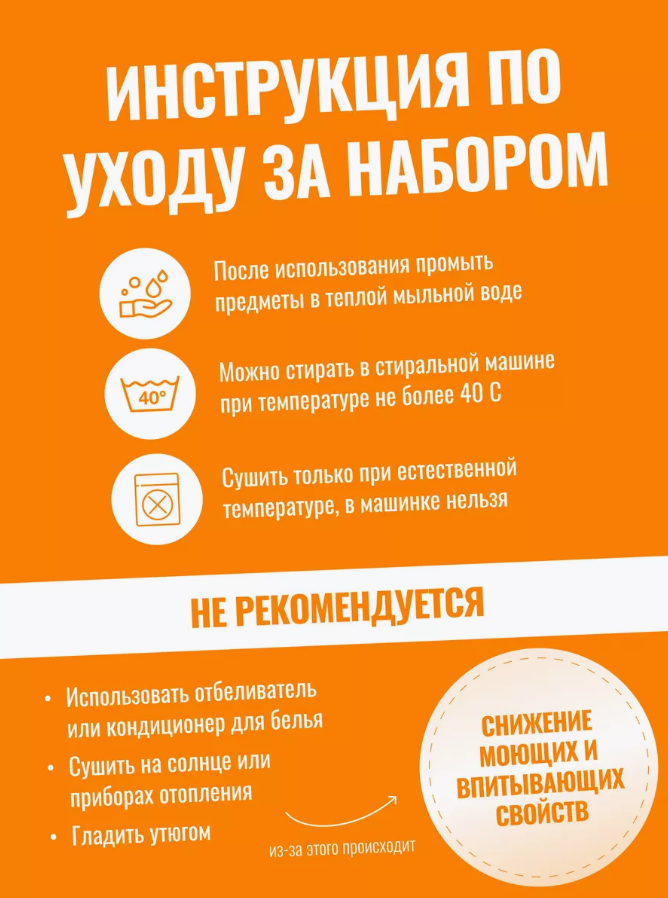 ИНСТРУКЦИЯ ПО
УХОДУ ЗА НАБОРОМ
После использования промыть
предметы в теплой мыльной воде
40°
Можно стирать в стиральной машине
при температуре не более 40 С
Сушить только при естественной
температуре, в машинке нельзя
НЕ РЕКОМЕНДУЕТСЯ
• Использовать отбеливатель
или кондиционер для белья
• Сушить на солнце или
приборах отопления
• Гладить утюгом
из-за этого происходит
СНИЖЕНИЕ
МОЮЩИХ И
ВПИТЫВАЮЩИХ
СВОЙСТВ